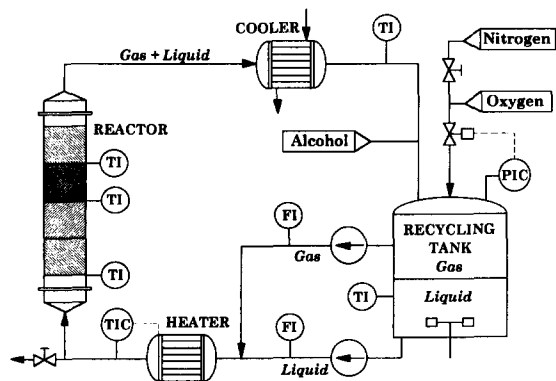 COOLER
Gas + Liquid
TI
Nitrogen
Oxygen
REACTOR
TI
Alcohol
PIC
TI
FI
Gas
RECYCLING
TANK
Gas
TI
TI
Liquid
TIC
HEATER
FI
Liquid